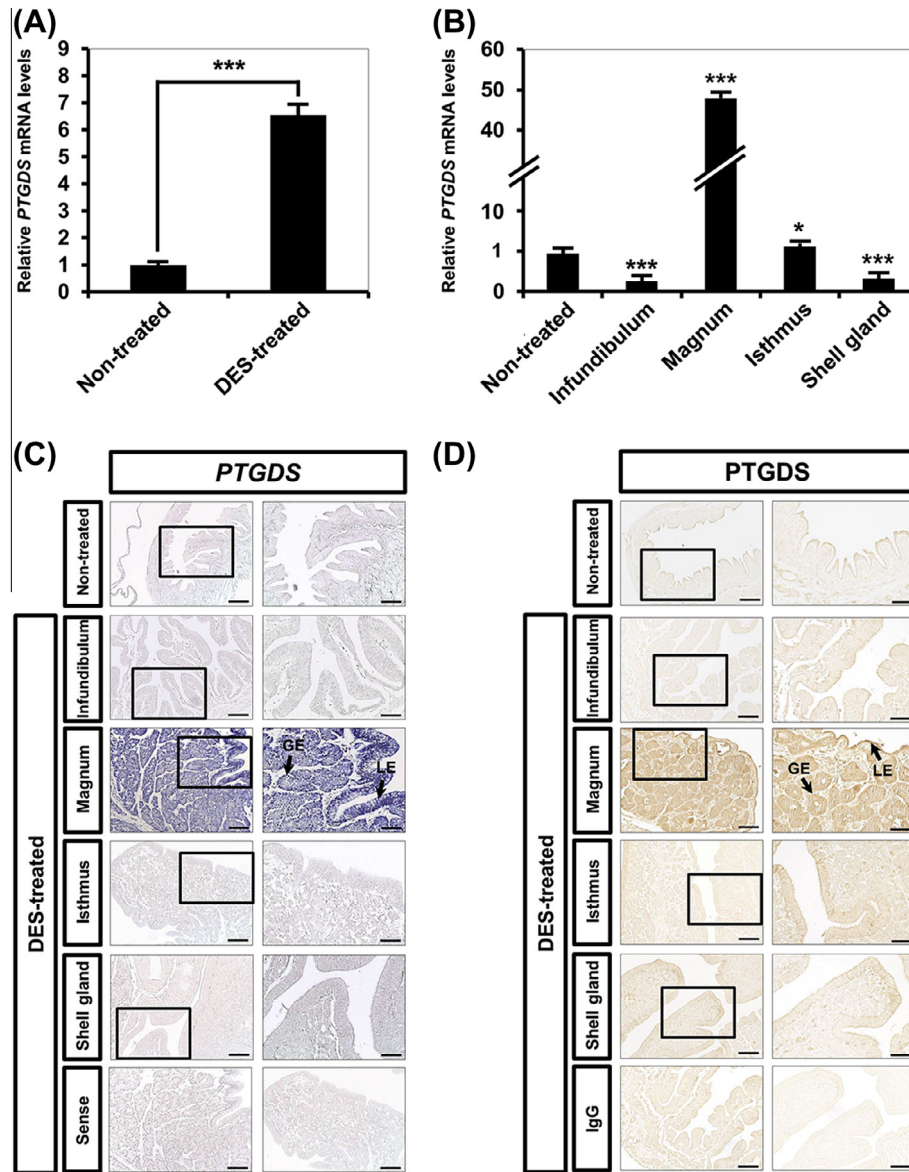 (A)
Relative PTGDS mRNA levels
9
8
7
6
5
4
3
2
1
0
***
Non-treated
DES-treated
(B)
Relative PTGDS mRNA levels
60
50
40
10
1
0
***
***
*
***
Non-treated
Infundibulum
Magnum
Isthmus
Shell gland
(C)
PTGDS
Non-treated
DES-treated
Infundibulum
Magnum
GE
LE
Isthmus
Shell gland
Sense
(D)
PTGDS
Non-treated
DES-treated
Infundibulum
Magnum
GE
LE
Isthmus
Shell gland
IgG